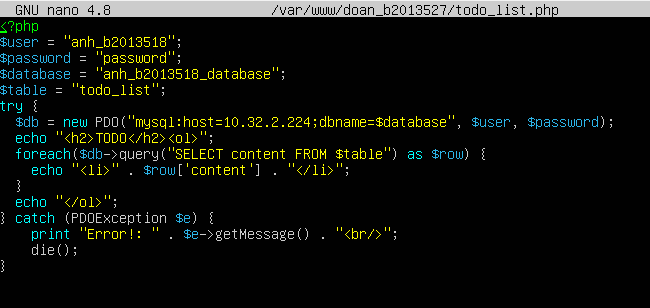 GNU nano 4.8 /var/www/doan_b2013527/todo_list.php
<?php
$user = "anh_b2013518";
$password = "password";
$database = "anh_b2013518_database";
$table = "todo_list";
try {
  $db = new PDO("mysql:host=10.32.2.224;dbname=$database", $user, $password);
  echo "<h2>TODO</h2><ol>";
  foreach($db->query("SELECT content FROM $table") as $row) {
    echo "<li>" . $row['content'] . "</li>";
  }
  echo "</ol>";
} catch (PDOException $e) {
    print "Error!: " . $e->getMessage() . "<br/>";
    die();
}